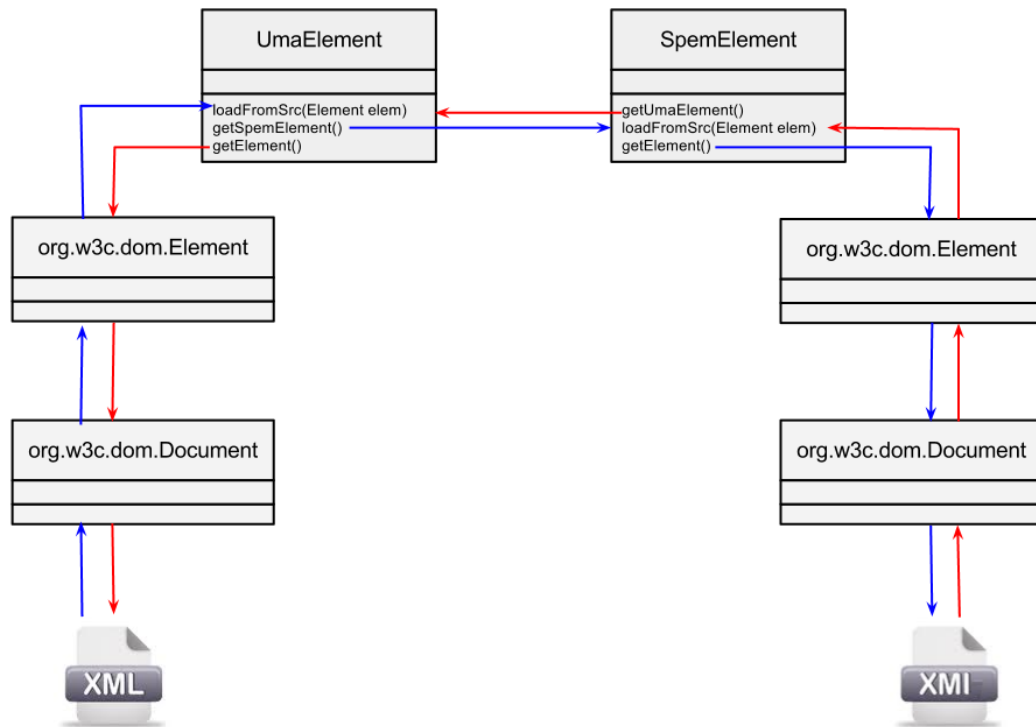 UmaElement
loadFromSrc(Element elem)
getSpemElement()
getElement()
SpemElement
getUmaElement()
loadFromSrc(Element elem)
getElement()
org.w3c.dom.Element
org.w3c.dom.Element
org.w3c.dom.Document
org.w3c.dom.Document
XML
XMI